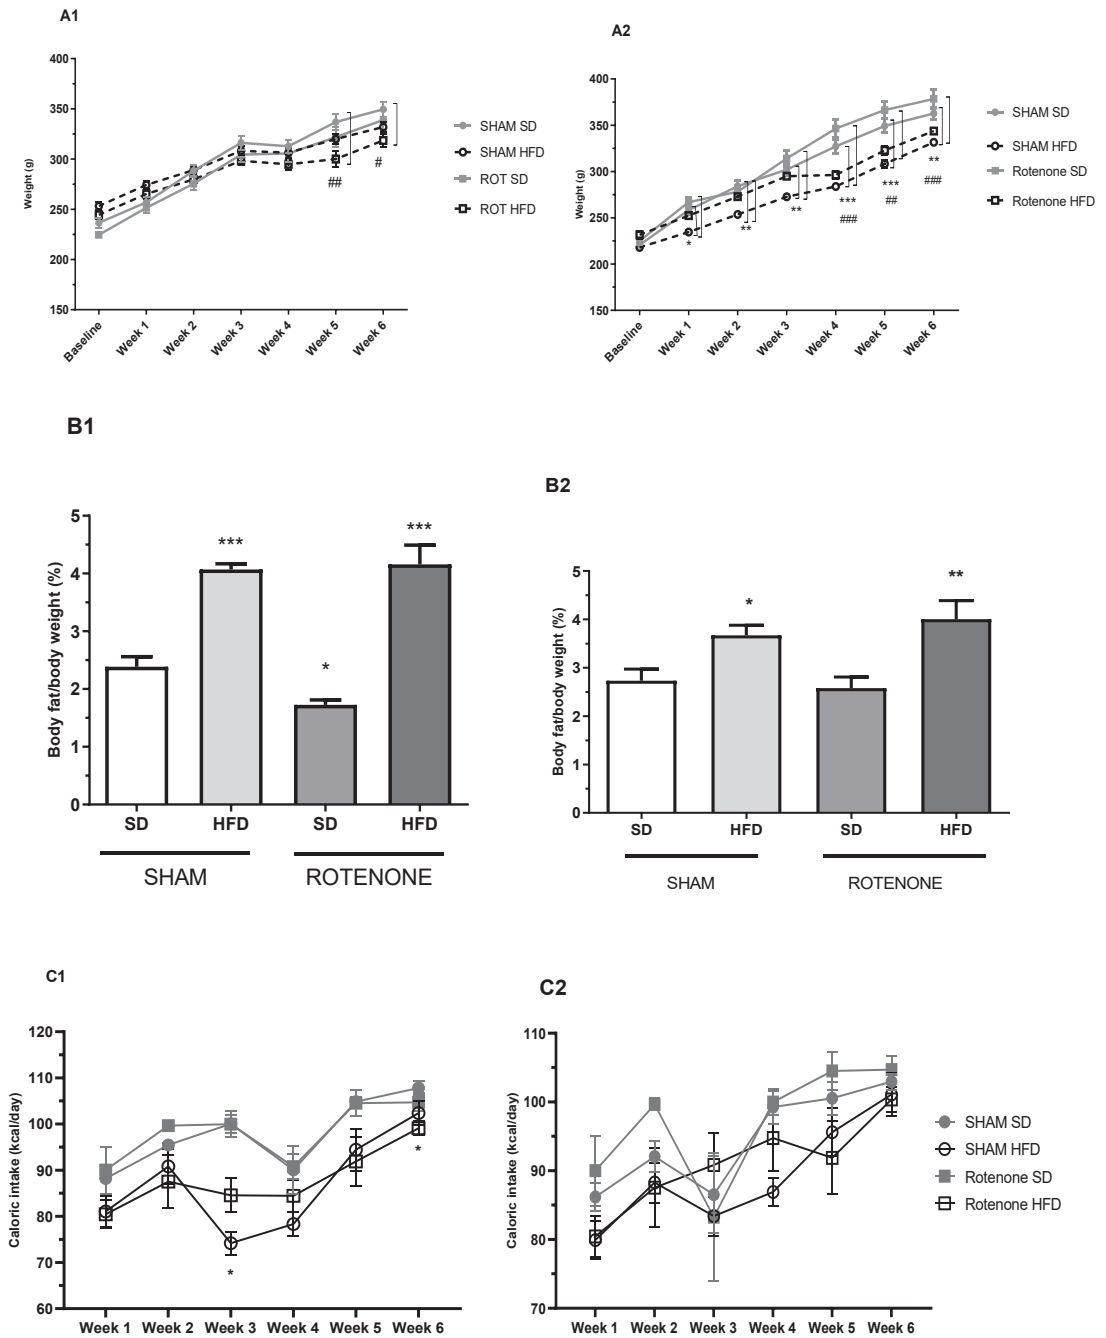 A1
A2
400
350
300
250
200
150
Weight (g)
Baseline
Week 1
Week 2
Week 3
Week 4
Week 5
Week 6
##
#
SHAM SD
SHAM HFD
ROT SD
ROT HFD
400
350
300
250
200
150
Weight (g)
Baseline
Week 1
Week 2
Week 3
Week 4
Week 5
Week 6
*
**
**
***
###
***
##
**
###
SHAM SD
SHAM HFD
Rotenone SD
Rotenone HFD
B1
B2
5
4
3
2
1
0
Body fat/body weight (%)
***
*
***
SD
HFD
SD
HFD
SHAM
ROTENONE
5
4
3
2
1
0
Body fat/body weight (%)
*
**
SD
HFD
SD
HFD
SHAM
ROTENONE
C1
C2
120
110
100
90
80
70
60
Caloric intake (kcal/day)
*
*
Week 1
Week 2
Week 3
Week 4
Week 5
Week 6
110
100
90
80
70
Caloric intake (kcal/day)
Week 1
Week 2
Week 3
Week 4
Week 5
Week 6
SHAM SD
SHAM HFD
Rotenone SD
Rotenone HFD